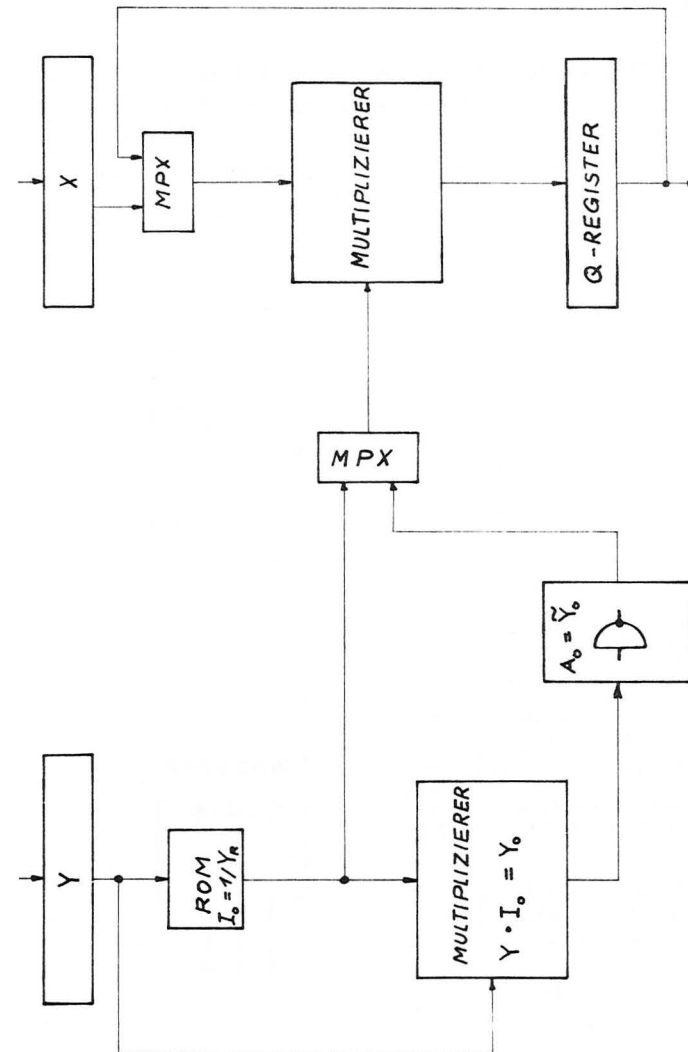 X
MPX
MULTIPLIZIERER
Q-REGISTER
MPX
Y
ROM
I₀=1/Y_R
MULTIPLIZIERER
Y • I₀ = Y₀
A₀ = Ỹ₀